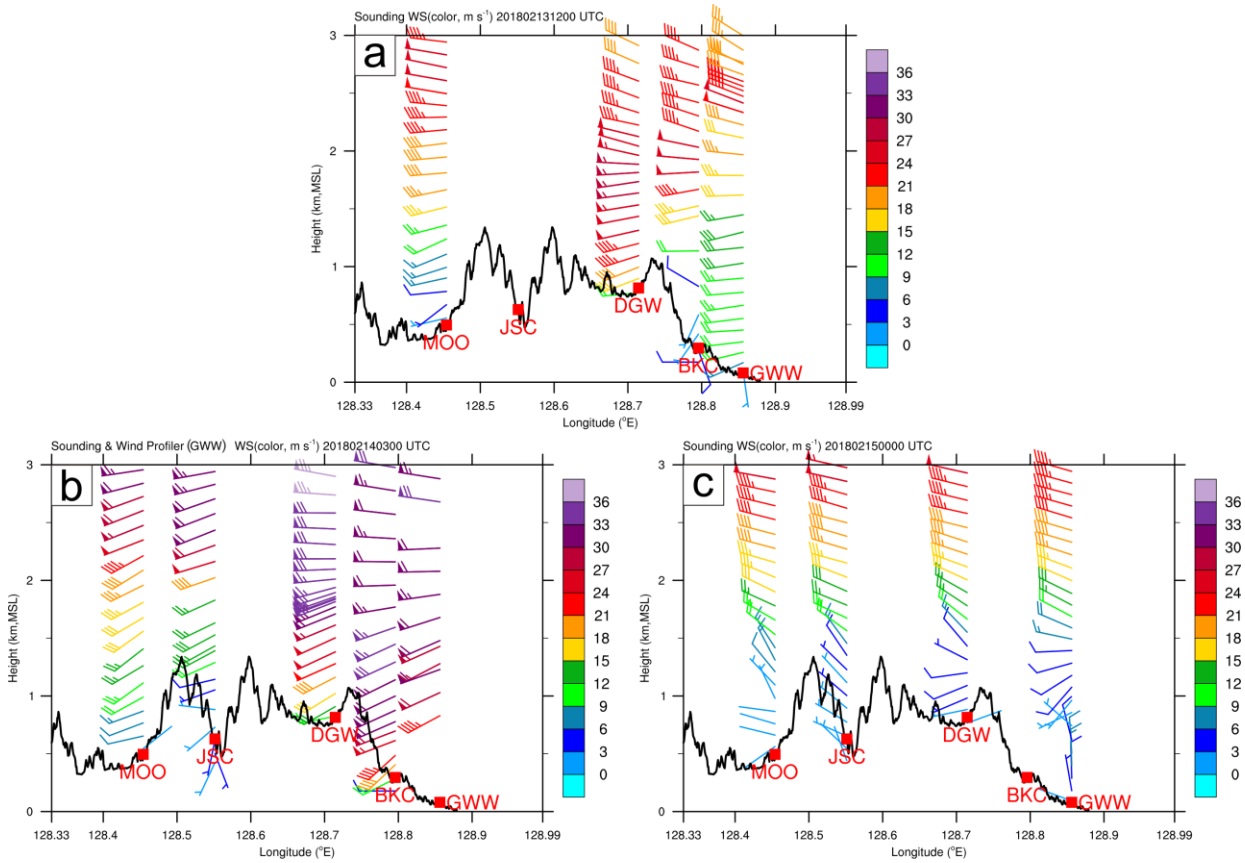 Sounding WS(color, m s⁻¹) 201802131200 UTC
a
Height (km,MSL)
3
2
1
0
MOO
JSC
DGW
BKC
GWW
128.33 128.4 128.5 128.6 128.7 128.8 128.9 128.99
Longitude (°E)
36
33
30
27
24
21
18
15
12
9
6
3
0
Sounding & Wind Profiler (GWW) WS(color, m s⁻¹) 201802140300 UTC
b
Height (km,MSL)
3
2
1
0
MOO
JSC
DGW
BKC
GWW
128.33 128.4 128.5 128.6 128.7 128.8 128.9 128.99
Longitude (°E)
36
33
30
27
24
21
18
15
12
9
6
3
0
Sounding WS(color, m s⁻¹) 201802150000 UTC
c
Height (km,MSL)
3
2
1
0
MOO
JSC
DGW
BKC
GWW
128.33 128.4 128.5 128.6 128.7 128.8 128.9 128.99
Longitude (°E)
36
33
30
27
24
21
18
15
12
9
6
3
0